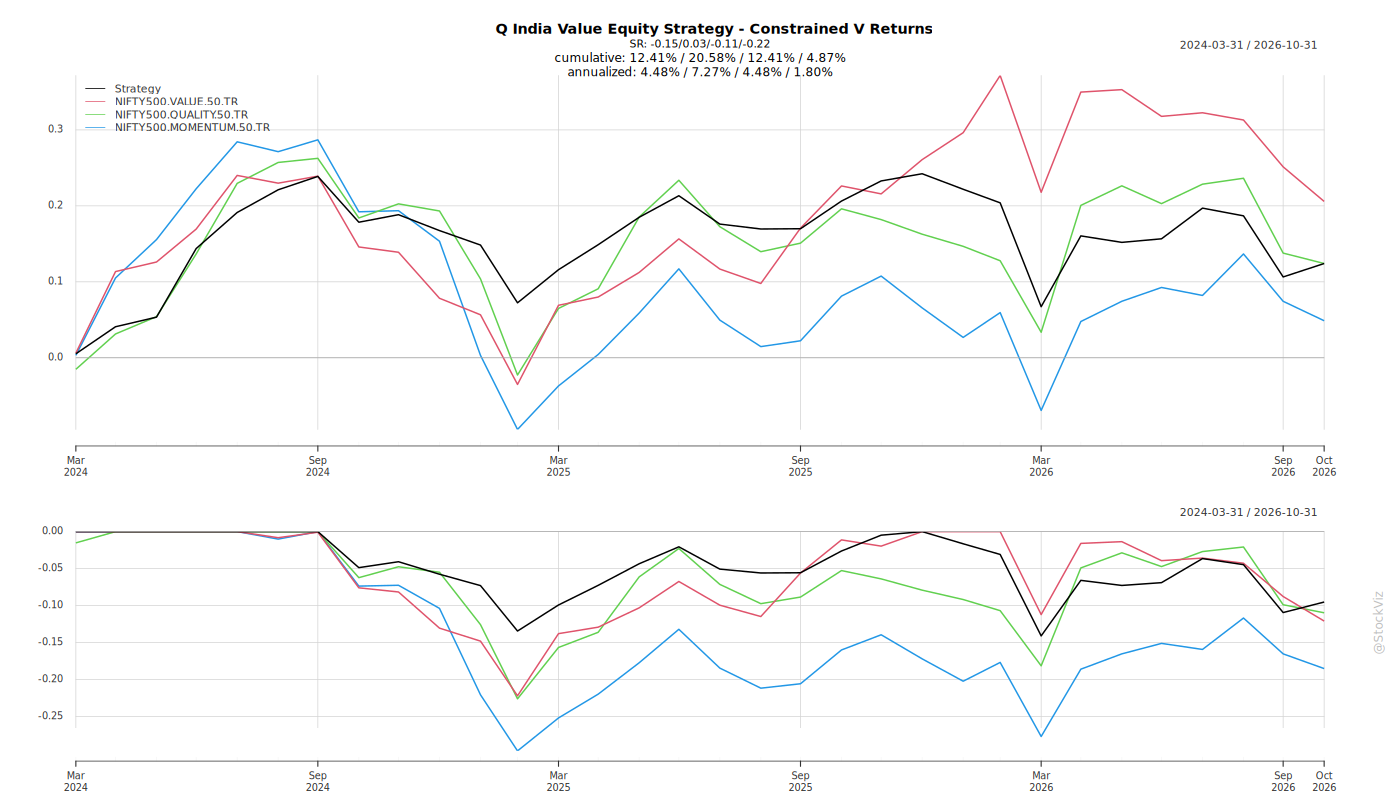 Q India Value Equity Strategy - Constrained V Returns
SR: -0.15/0.03/-0.11/-0.22
cumulative: 12.41% / 20.58% / 12.41% / 4.87%
annualized: 4.48% / 7.27% / 4.48% / 1.80%
2024-03-31 / 2026-10-31
Strategy
NIFTY500.VALUE.50.TR
NIFTY500.QUALITY.50.TR
NIFTY500.MOMENTUM.50.TR
0.3
0.2
0.1
0.0
Mar Sep Mar Sep Mar Sep Oct
2024 2024 2025 2025 2026 2026 2026
2024-03-31 / 2026-10-31
0.00
-0.05
-0.10
-0.15
-0.20
-0.25
Mar Sep Mar Sep Mar Sep Oct
2024 2024 2025 2025 2026 2026 2026
@StockViz